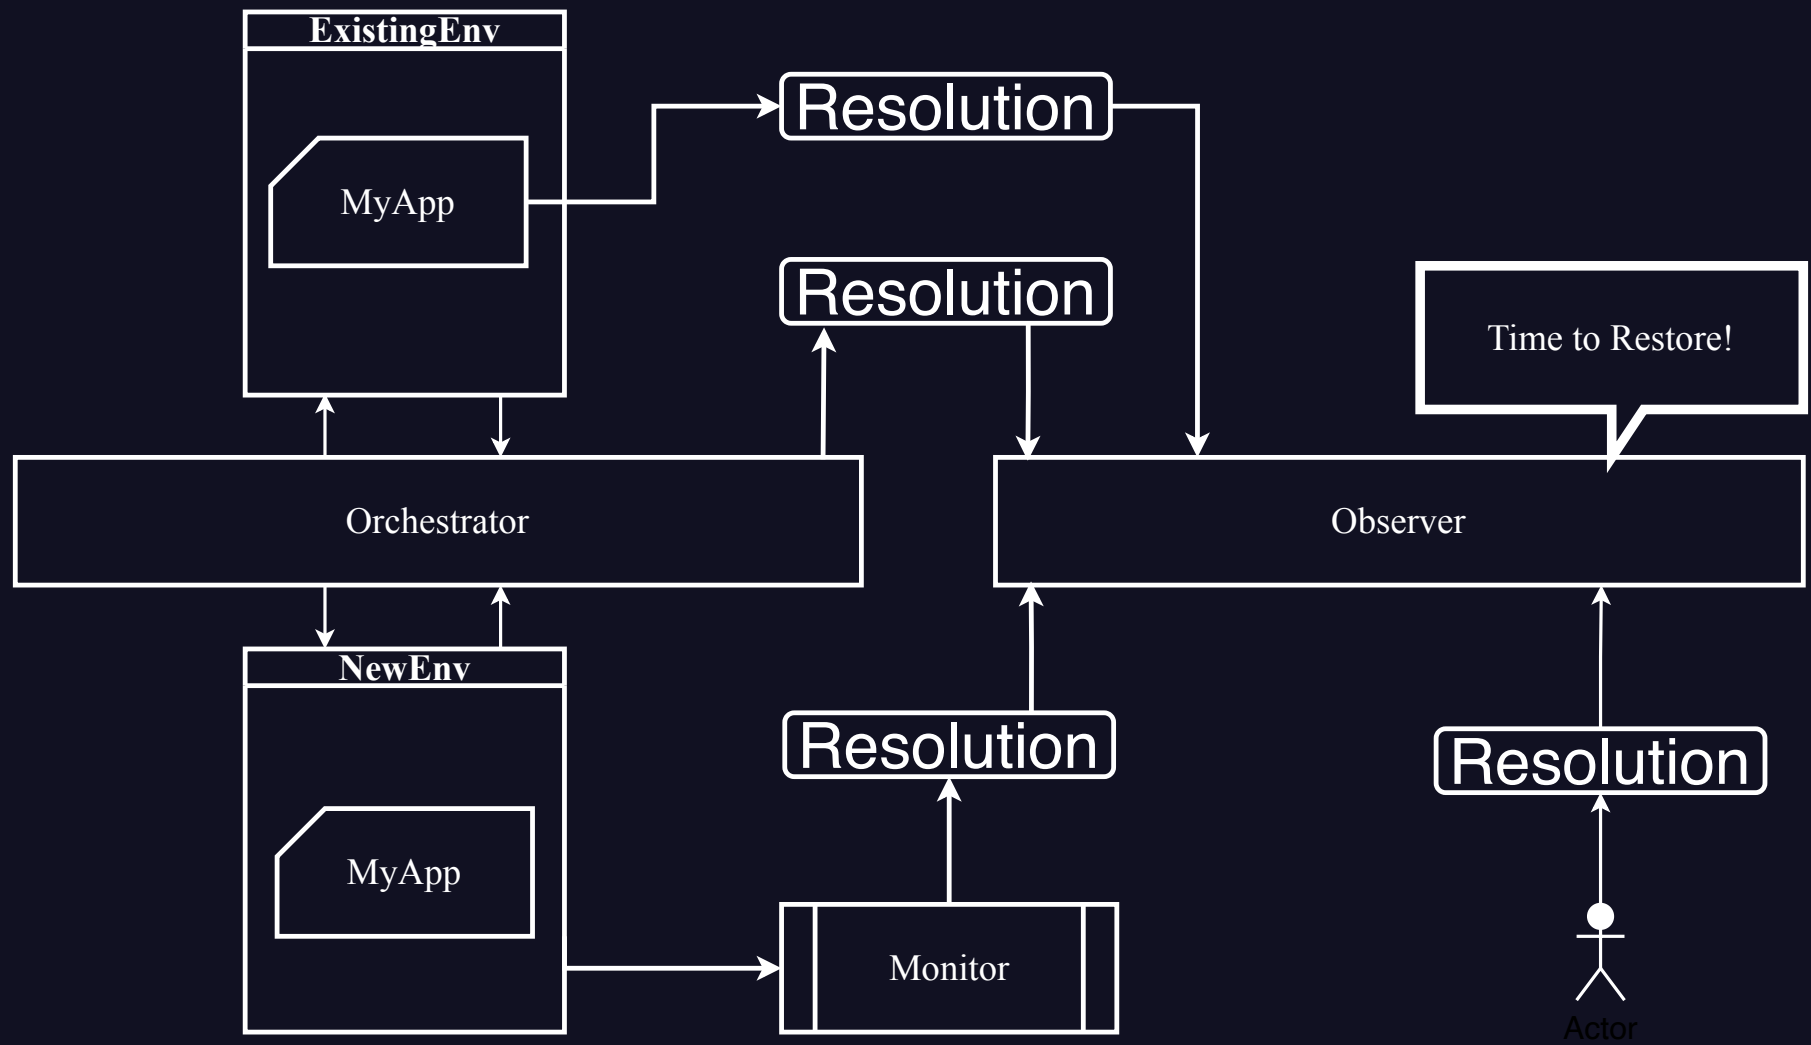 ExistingEnv
Resolution
MyApp
Resolution
Time to Restore!
Orchestrator
Observer
NewEnv
Resolution
Resolution
MyApp
Monitor
Actor